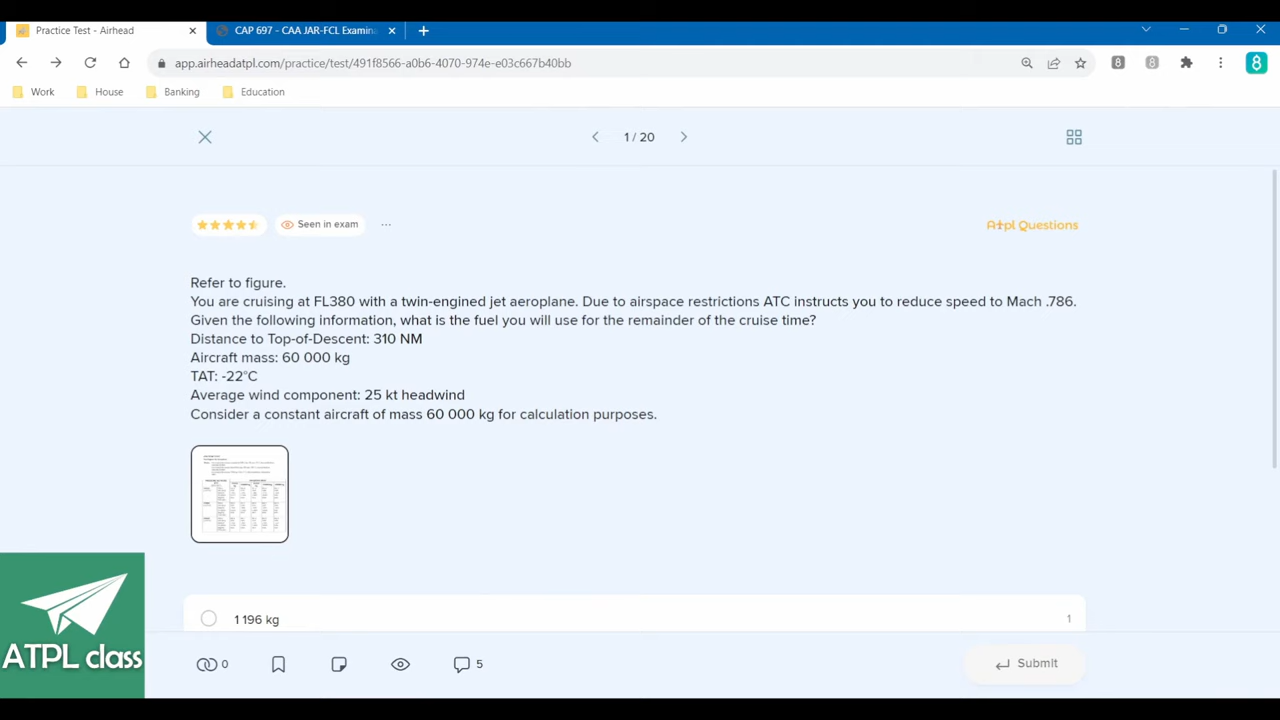 Practice Test - Airhead
CAP 697 - CAA JAR-FCL Examina
app.airheadatpl.com/practice/test/491f8566-a0b6-4070-974e-e03c667b40bb
Work
House
Banking
Education
1 / 20
Seen in exam
Atpl Questions
Refer to figure.
You are cruising at FL380 with a twin-engined jet aeroplane. Due to airspace restrictions ATC instructs you to reduce speed to Mach .786.
Given the following information, what is the fuel you will use for the remainder of the cruise time?
Distance to Top-of-Descent: 310 NM
Aircraft mass: 60 000 kg
TAT: -22°C
Average wind component: 25 kt headwind
Consider a constant aircraft of mass 60 000 kg for calculation purposes.
1 196 kg
1
ATPL class
0
5
Submit